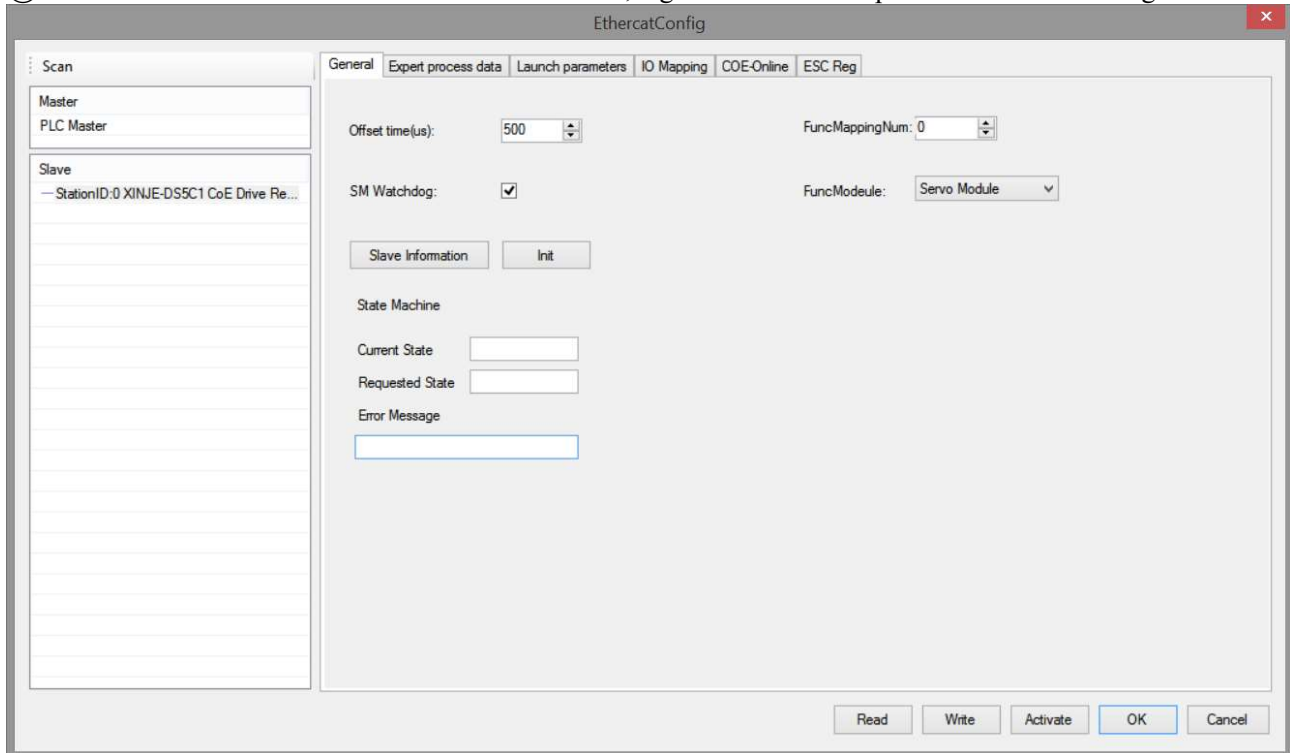 EthercatConfig
Scan
Master
PLC Master
Slave
StationID:0 XINJE-DS5C1 CoE Drive Re...
General Expert process data Launch parameters IO Mapping COE-Online ESC Reg
Offset time(us): 500 FuncMappingNum: 0
SM Watchdog: FuncModeule: Servo Module
Slave Information Init
State Machine
Current State
Requested State
Error Message
Read Write Activate OK Cancel